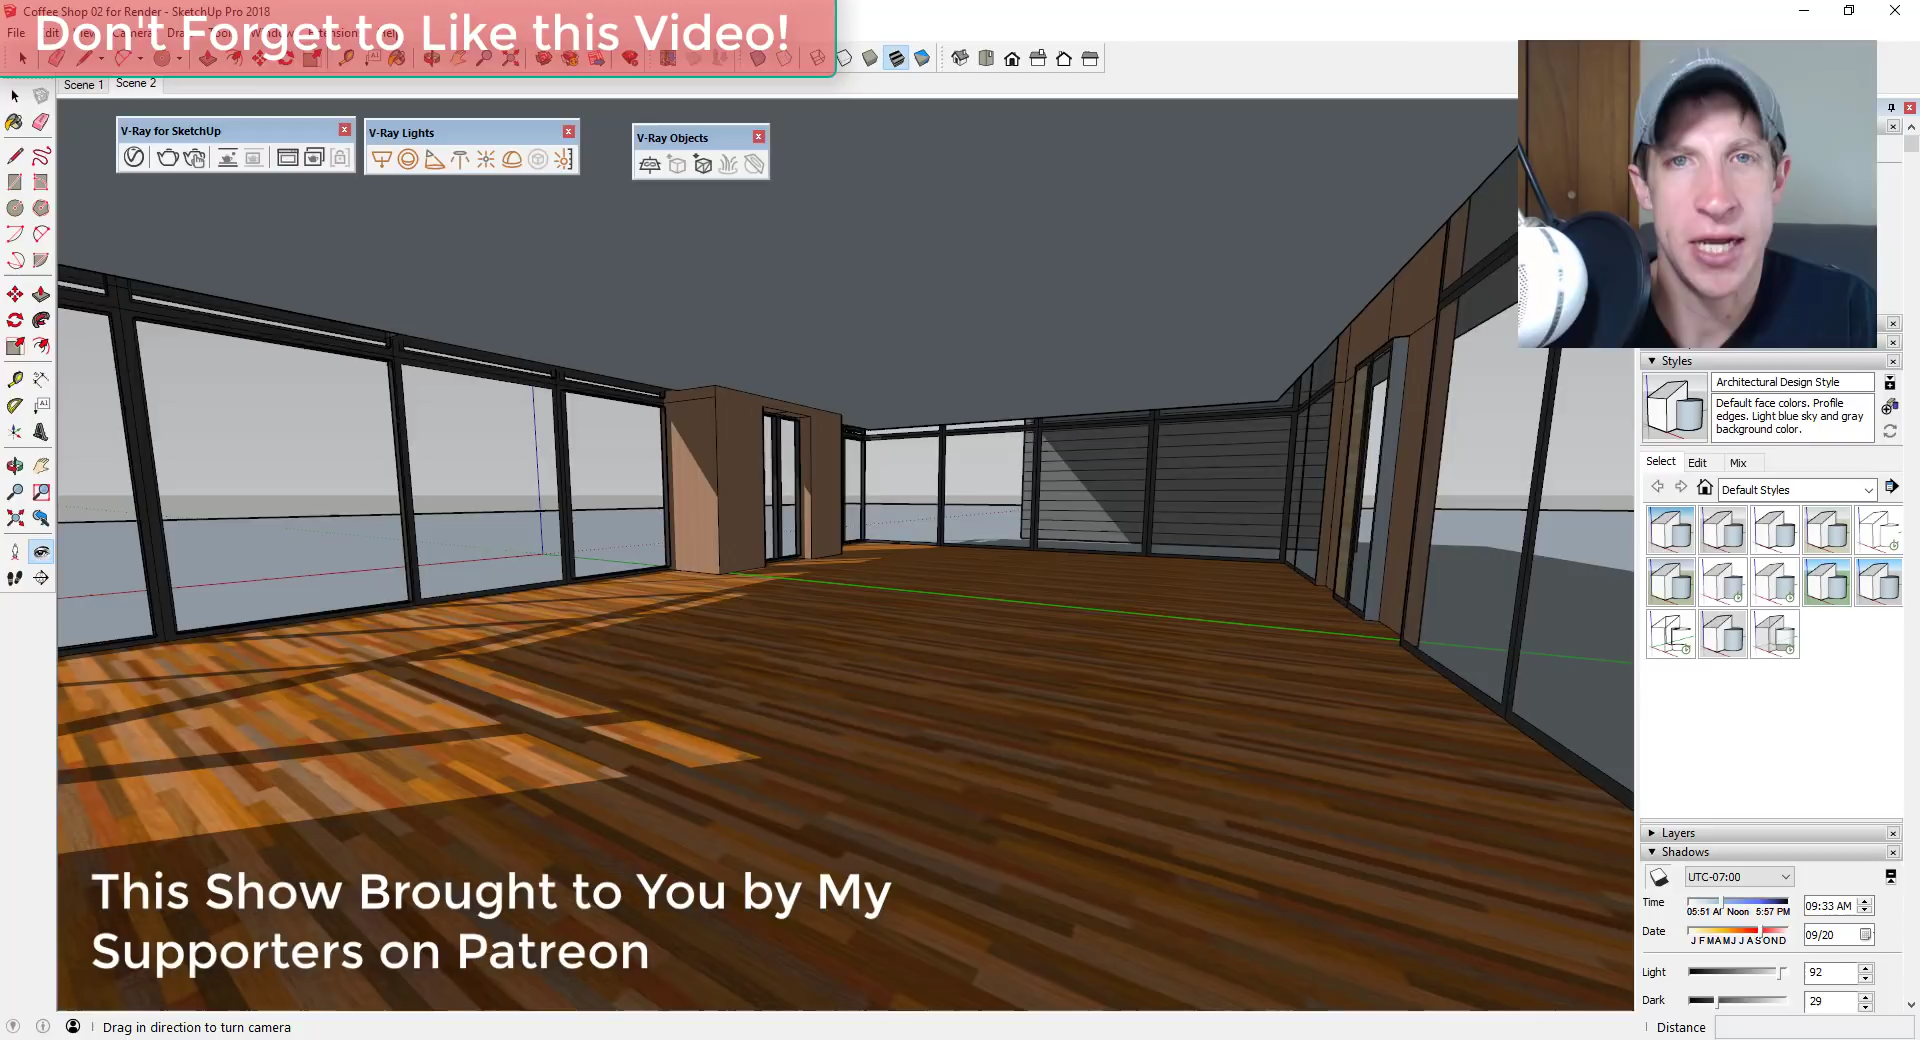 Coffee Shop 02 for Render - SketchUp Pro 2018
Don't Forget to Like this Video!
File
Scene 1
Scene 2
V-Ray for SketchUp
V-Ray Lights
V-Ray Objects
Styles
Architectural Design Style
Default face colors. Profile
edges. Light blue sky and gray
background color.
Select
Edit
Mix
Default Styles
Layers
Shadows
UTC-07:00
Time
05:51 AM Noon 5:57 PM
09:33 AM
Date
J F M A M J J A S O N D
09/20
Light
92
Dark
29
This Show Brought to You by My
Supporters on Patreon
Drag in direction to turn camera
Distance